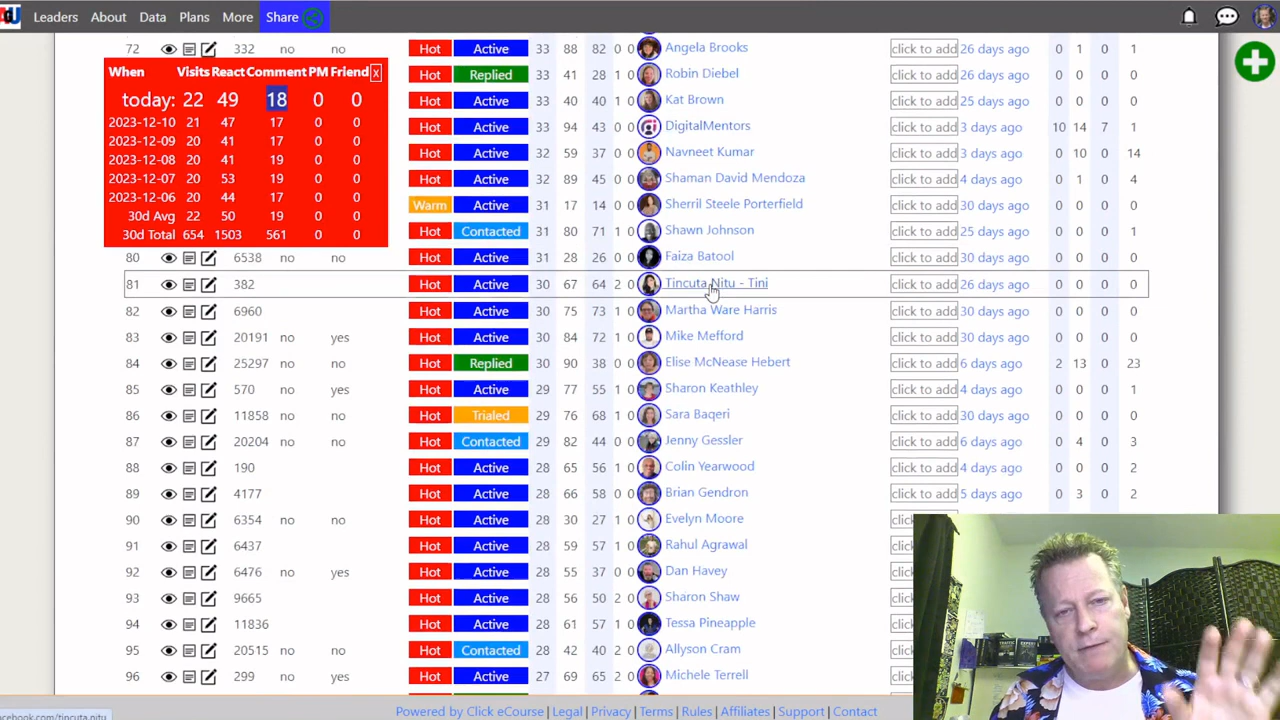 Leaders About Data Plans More Share
72 332 no no Hot Active 33 88 82 0 0 Angela Brooks click to add 26 days ago 0 1 0 1
When Visits React Comment PM Friend x
today: 22 49 18 0 0
2023-12-10 21 47 17 0 0
2023-12-09 20 41 17 0 0
2023-12-08 20 41 19 0 0
2023-12-07 20 53 19 0 0
2023-12-06 20 44 17 0 0
30d Avg 22 50 19 0 0
30d Total 654 1503 561 0 0
Hot Replied 33 41 28 1 0 Robin Diebel click to add 26 days ago 0 0 0 0
Hot Active 33 40 40 1 0 Kat Brown click to add 25 days ago 0 1 0 0
Hot Active 33 94 43 0 0 DigitalMentors click to add 3 days ago 10 14 7 1
Hot Active 32 59 37 0 0 Navneet Kumar click to add 3 days ago 0 10 0 14
Hot Active 32 89 45 0 0 Shaman David Mendoza click to add 6 days ago 0 1 0 4
Warm Active 31 17 14 0 0 Sherril Steele Porterfield click to add 30 days ago 0 0 0 0
Hot Contacted 31 80 71 1 0 Shawn Johnson click to add 25 days ago 0 0 0 1
80 6538 no no Hot Active 31 28 26 0 0 Faiza Batool click to add 30 days ago 0 0 0 0
81 382 Hot Active 30 67 64 2 0 Tincuta Nitu - Tini click to add 26 days ago 0 0 0 0
82 6960 Hot Active 30 75 73 1 0 Martha Ware Harris click to add 30 days ago 0 0 0 0
83 20191 no yes Hot Active 30 84 72 1 0 Mike Mefford click to add 30 days ago 0 0 0 0
84 25297 no no Hot Replied 30 90 38 1 0 Elise McNease Hebert click to add 6 days ago 2 13 0 23
85 570 no yes Hot Active 29 77 55 1 0 Sharon Keathley click to add 4 days ago 0 0 0 1
86 11858 no no Hot Trialed 29 76 68 1 0 Sara Baqeri click to add 30 days ago 0 0 0 0
87 20204 no no Hot Contacted 29 82 44 0 0 Jenny Gessler click to add 6 days ago 0 4 0 3
88 190 Hot Active 28 65 56 1 0 Colin Yearwood click to add 4 days ago 0 0 0 2
89 4177 Hot Active 28 66 58 0 0 Brian Gendron click to add 5 days ago 0 3 0 2
90 6354 no no Hot Active 28 30 27 1 0 Evelyn Moore
91 6437 Hot Active 28 59 57 1 0 Rahul Agrawal
92 6476 no yes Hot Active 28 55 37 0 0 Dan Havey
93 9665 Hot Active 28 56 50 2 0 Sharon Shaw
94 11836 Hot Active 28 61 57 0 0 Tessa Pineapple
95 20515 no no Hot Contacted 28 40 42 0 0 Allyson Cram
96 299 no yes Hot Active 27 69 65 2 0 Michele Terrell
Powered by Click eCourse | Legal | Privacy | Terms | Rules | Affiliates | Support | Contact
cebook.com/tincuta.nitu